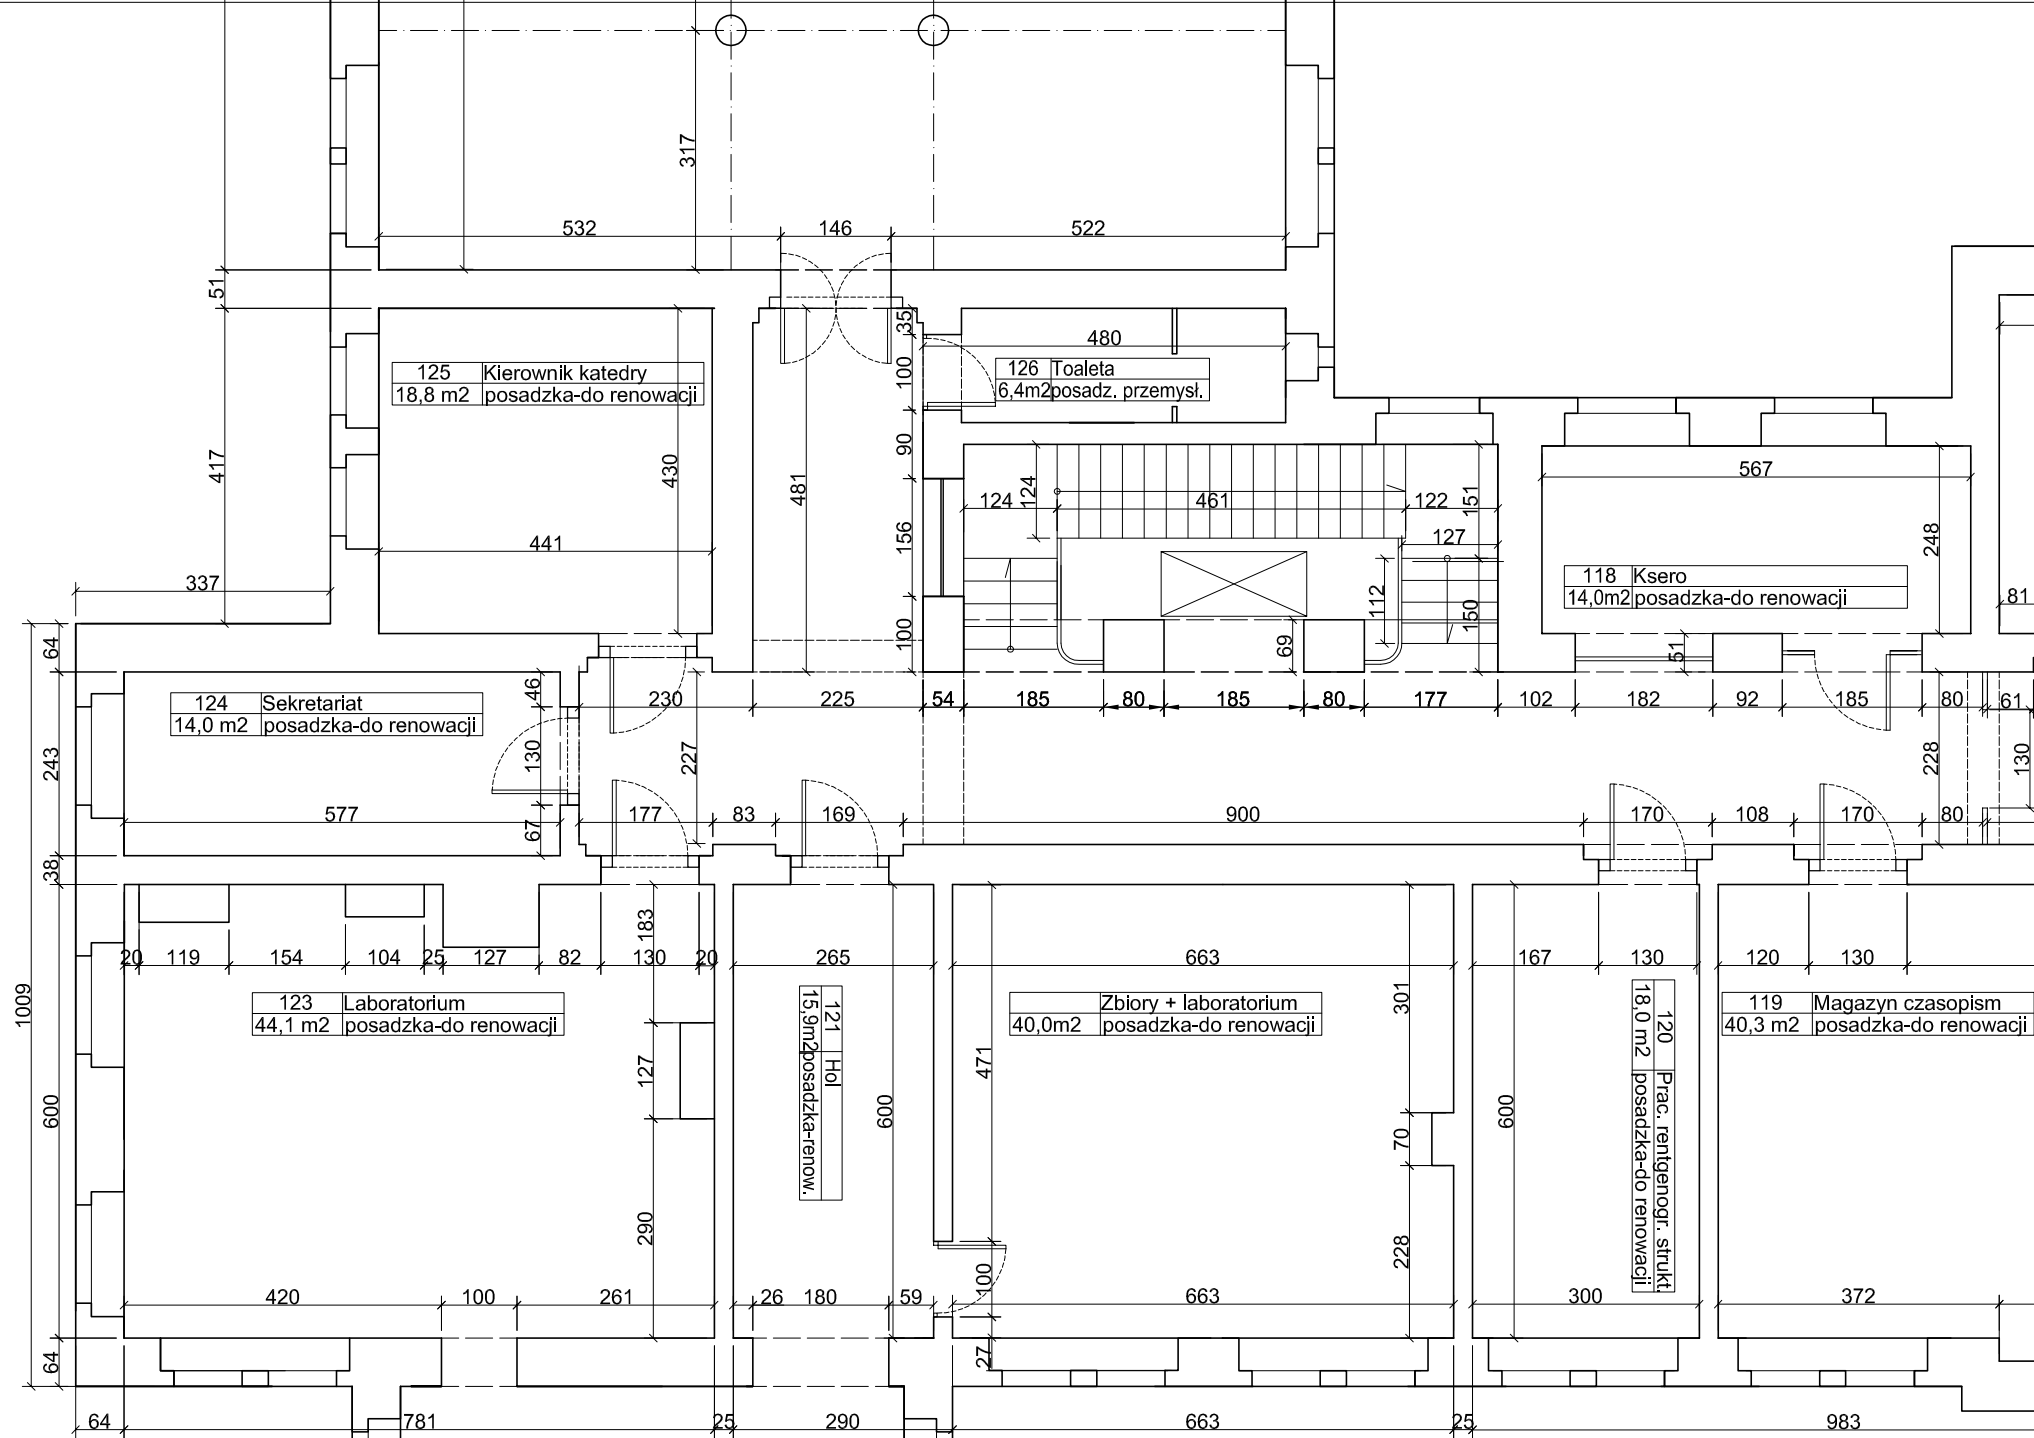 317
532 146 522
51
35
480
125 Kierownik katedry
18,8 m2 posadzka-do renowacji
100
126 Toaleta
6,4m2 posadz. przemysł.
417
430
481
90
124
124 461 122
151
567
156
441
127
248
337
112
118 Ksero
14,0m2 posadzka-do renowacji
81
64
100
69
150
51
124 Sekretariat
14,0 m2 posadzka-do renowacji
46
230 225 54 185 80 185 80 177 102 182 92 185 80 61
243
130
227
228
130
577
67
177 83 169 900 170 108 170 80
38
183
20 119 154 104 25 127 82 130 20 265 663 167 130 120 130
1009
123 Laboratorium
44,1 m2 posadzka-do renowacji
121 Hol
15,9m2 posadzka-renow.
Zbiory + laboratorium
40,0m2 posadzka-do renowacji
301
120 Prac. rentgenogr. strukt.
18,0 m2 posadzka-do renowacji
119 Magazyn czasopism
40,3 m2 posadzka-do renowacji
127
471
600
600
70
600
290
228
100
420 100 261 26 180 59 663 300 372
64
27
64 781 25 290 663 25 983